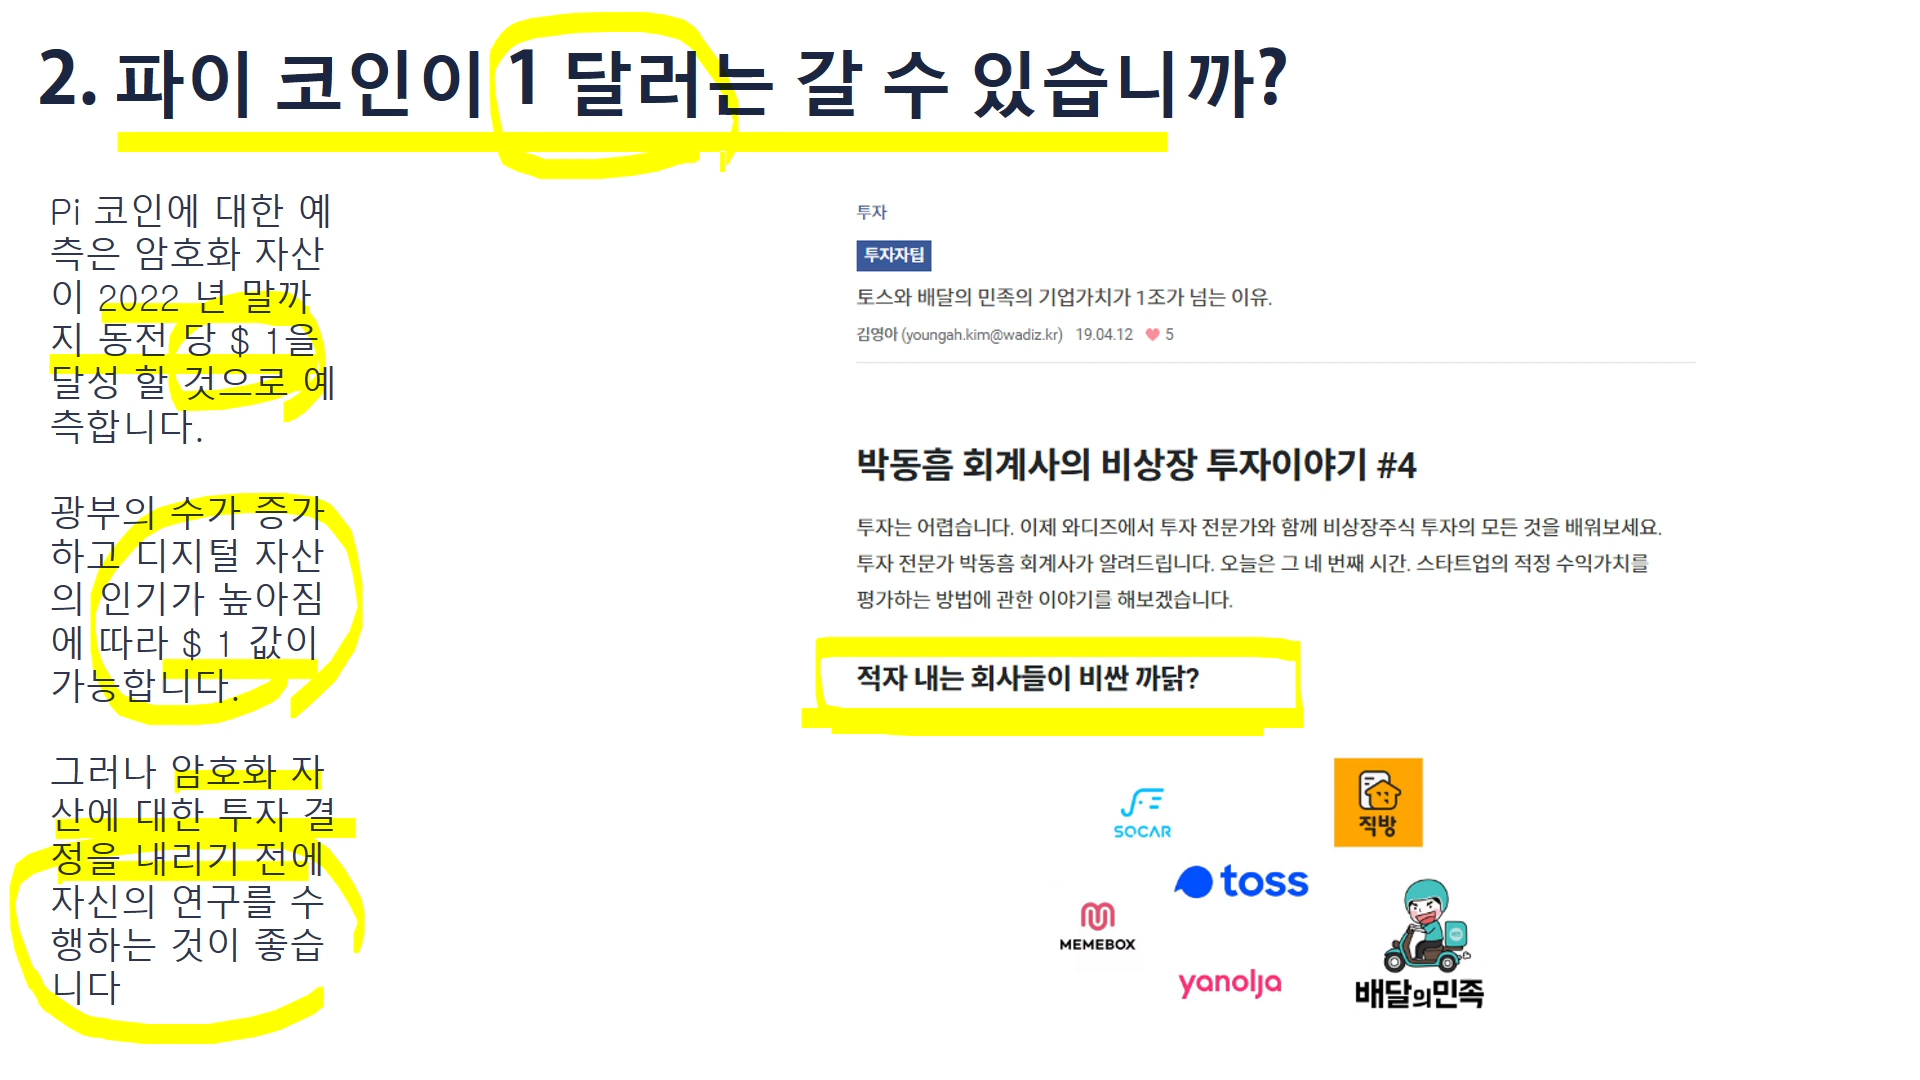 2. 파이 코인이 1 달러는 갈 수 있습니까?
Pi 코인에 대한 예
측은 암호화 자산
이 2022 년 말까
지 동전 당 $ 1을
달성 할 것으로 예
측합니다.
광부의 수가 증가
하고 디지털 자산
의 인기가 높아짐
에 따라 $ 1 값이
가능합니다.
그러나 암호화 자
산에 대한 투자 결
정을 내리기 전에
자신의 연구를 수
행하는 것이 좋습
니다
투자
투자자팁
토스와 배달의 민족의 기업가치가 1조가 넘는 이유.
김영아 (youngah.kim@wadiz.kr) 19.04.12 5
박동흠 회계사의 비상장 투자이야기 #4
투자는 어렵습니다. 이제 와디즈에서 투자 전문가와 함께 비상장주식 투자의 모든 것을 배워보세요.
투자 전문가 박동흠 회계사가 알려드립니다. 오늘은 그 네 번째 시간. 스타트업의 적정 수익가치를
평가하는 방법에 관한 이야기를 해보겠습니다.
적자 내는 회사들이 비싼 까닭?
SOCAR
직방
toss
MEMEBOX
yanolja
배달의민족